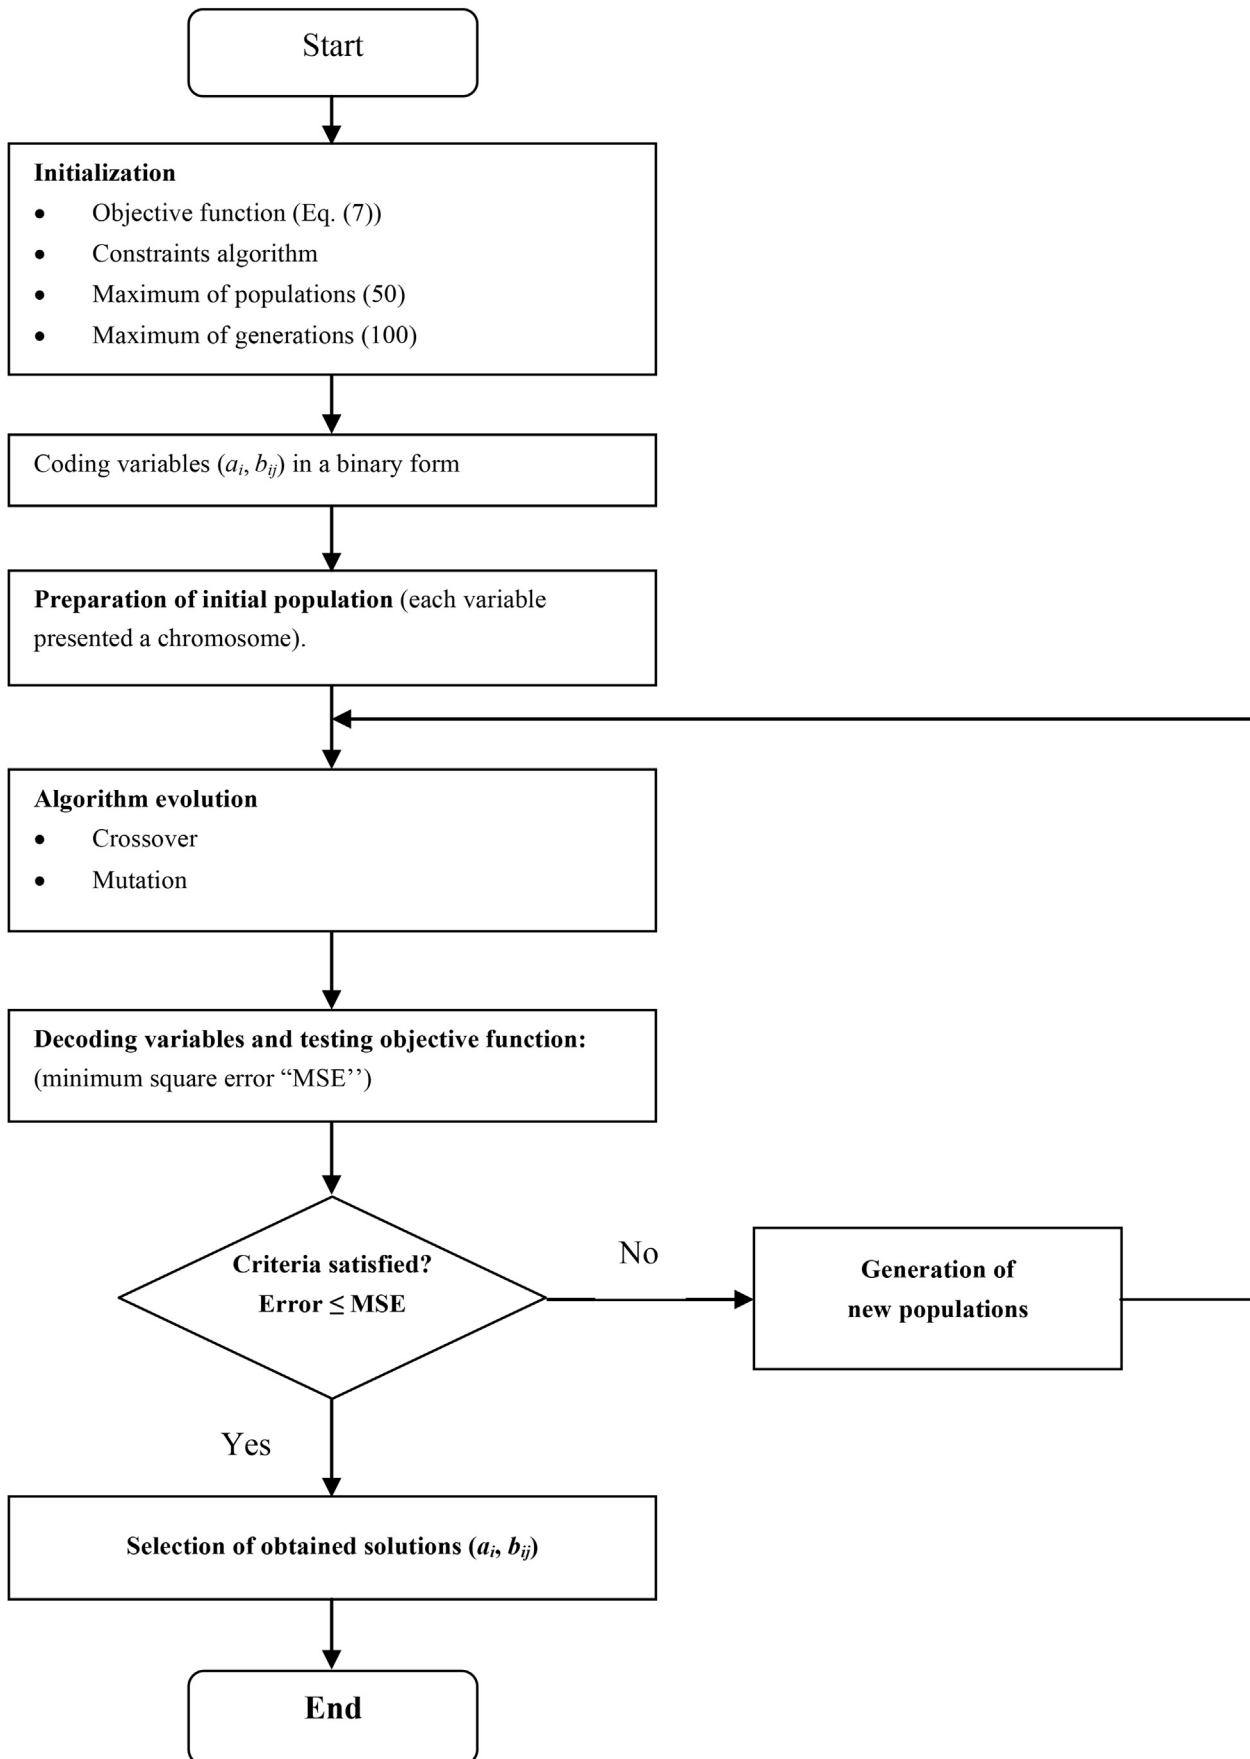 Start
Initialization
• Objective function (Eq. (7))
• Constraints algorithm
• Maximum of populations (50)
• Maximum of generations (100)
Coding variables (aᵢ, bᵢⱼ) in a binary form
Preparation of initial population (each variable
presented a chromosome).
Algorithm evolution
• Crossover
• Mutation
Decoding variables and testing objective function:
(minimum square error “MSE’’)
Criteria satisfied?
Error ≤ MSE
No
Generation of
new populations
Yes
Selection of obtained solutions (aᵢ, bᵢⱼ)
End